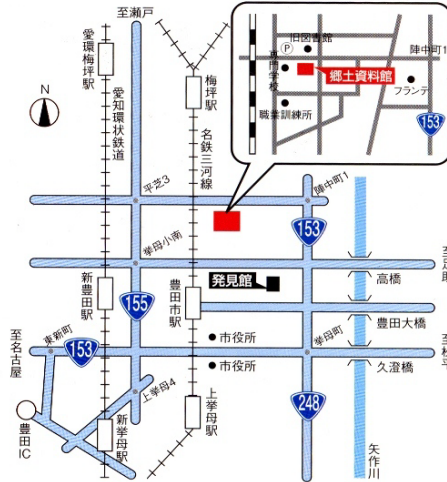 至瀬戸
愛環梅坪駅
愛知環状鉄道
梅坪駅
名鉄三河線
N
旧図書館
P
陣中町1
専門学校
郷土資料館
フランテ
職業訓練所
153
平芝3
陣中町1
153
挙母小南
至足助
高橋
発見館
新豊田駅
155
豊田市駅
豊田大橋
至名古屋
東新町
153
市役所
市役所
挙母町
久澄橋
上挙母4
248
豊田IC
新挙母駅
上挙母駅
矢作川